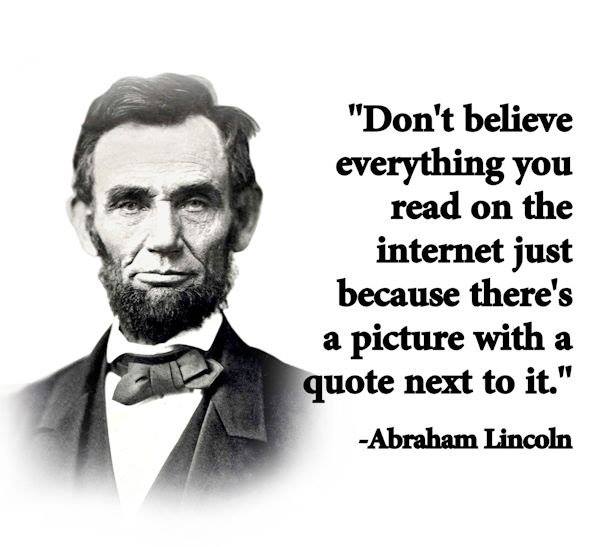 "Don't believe
everything you
read on the
internet just
because there's
a picture with a
quote next to it."
-Abraham Lincoln